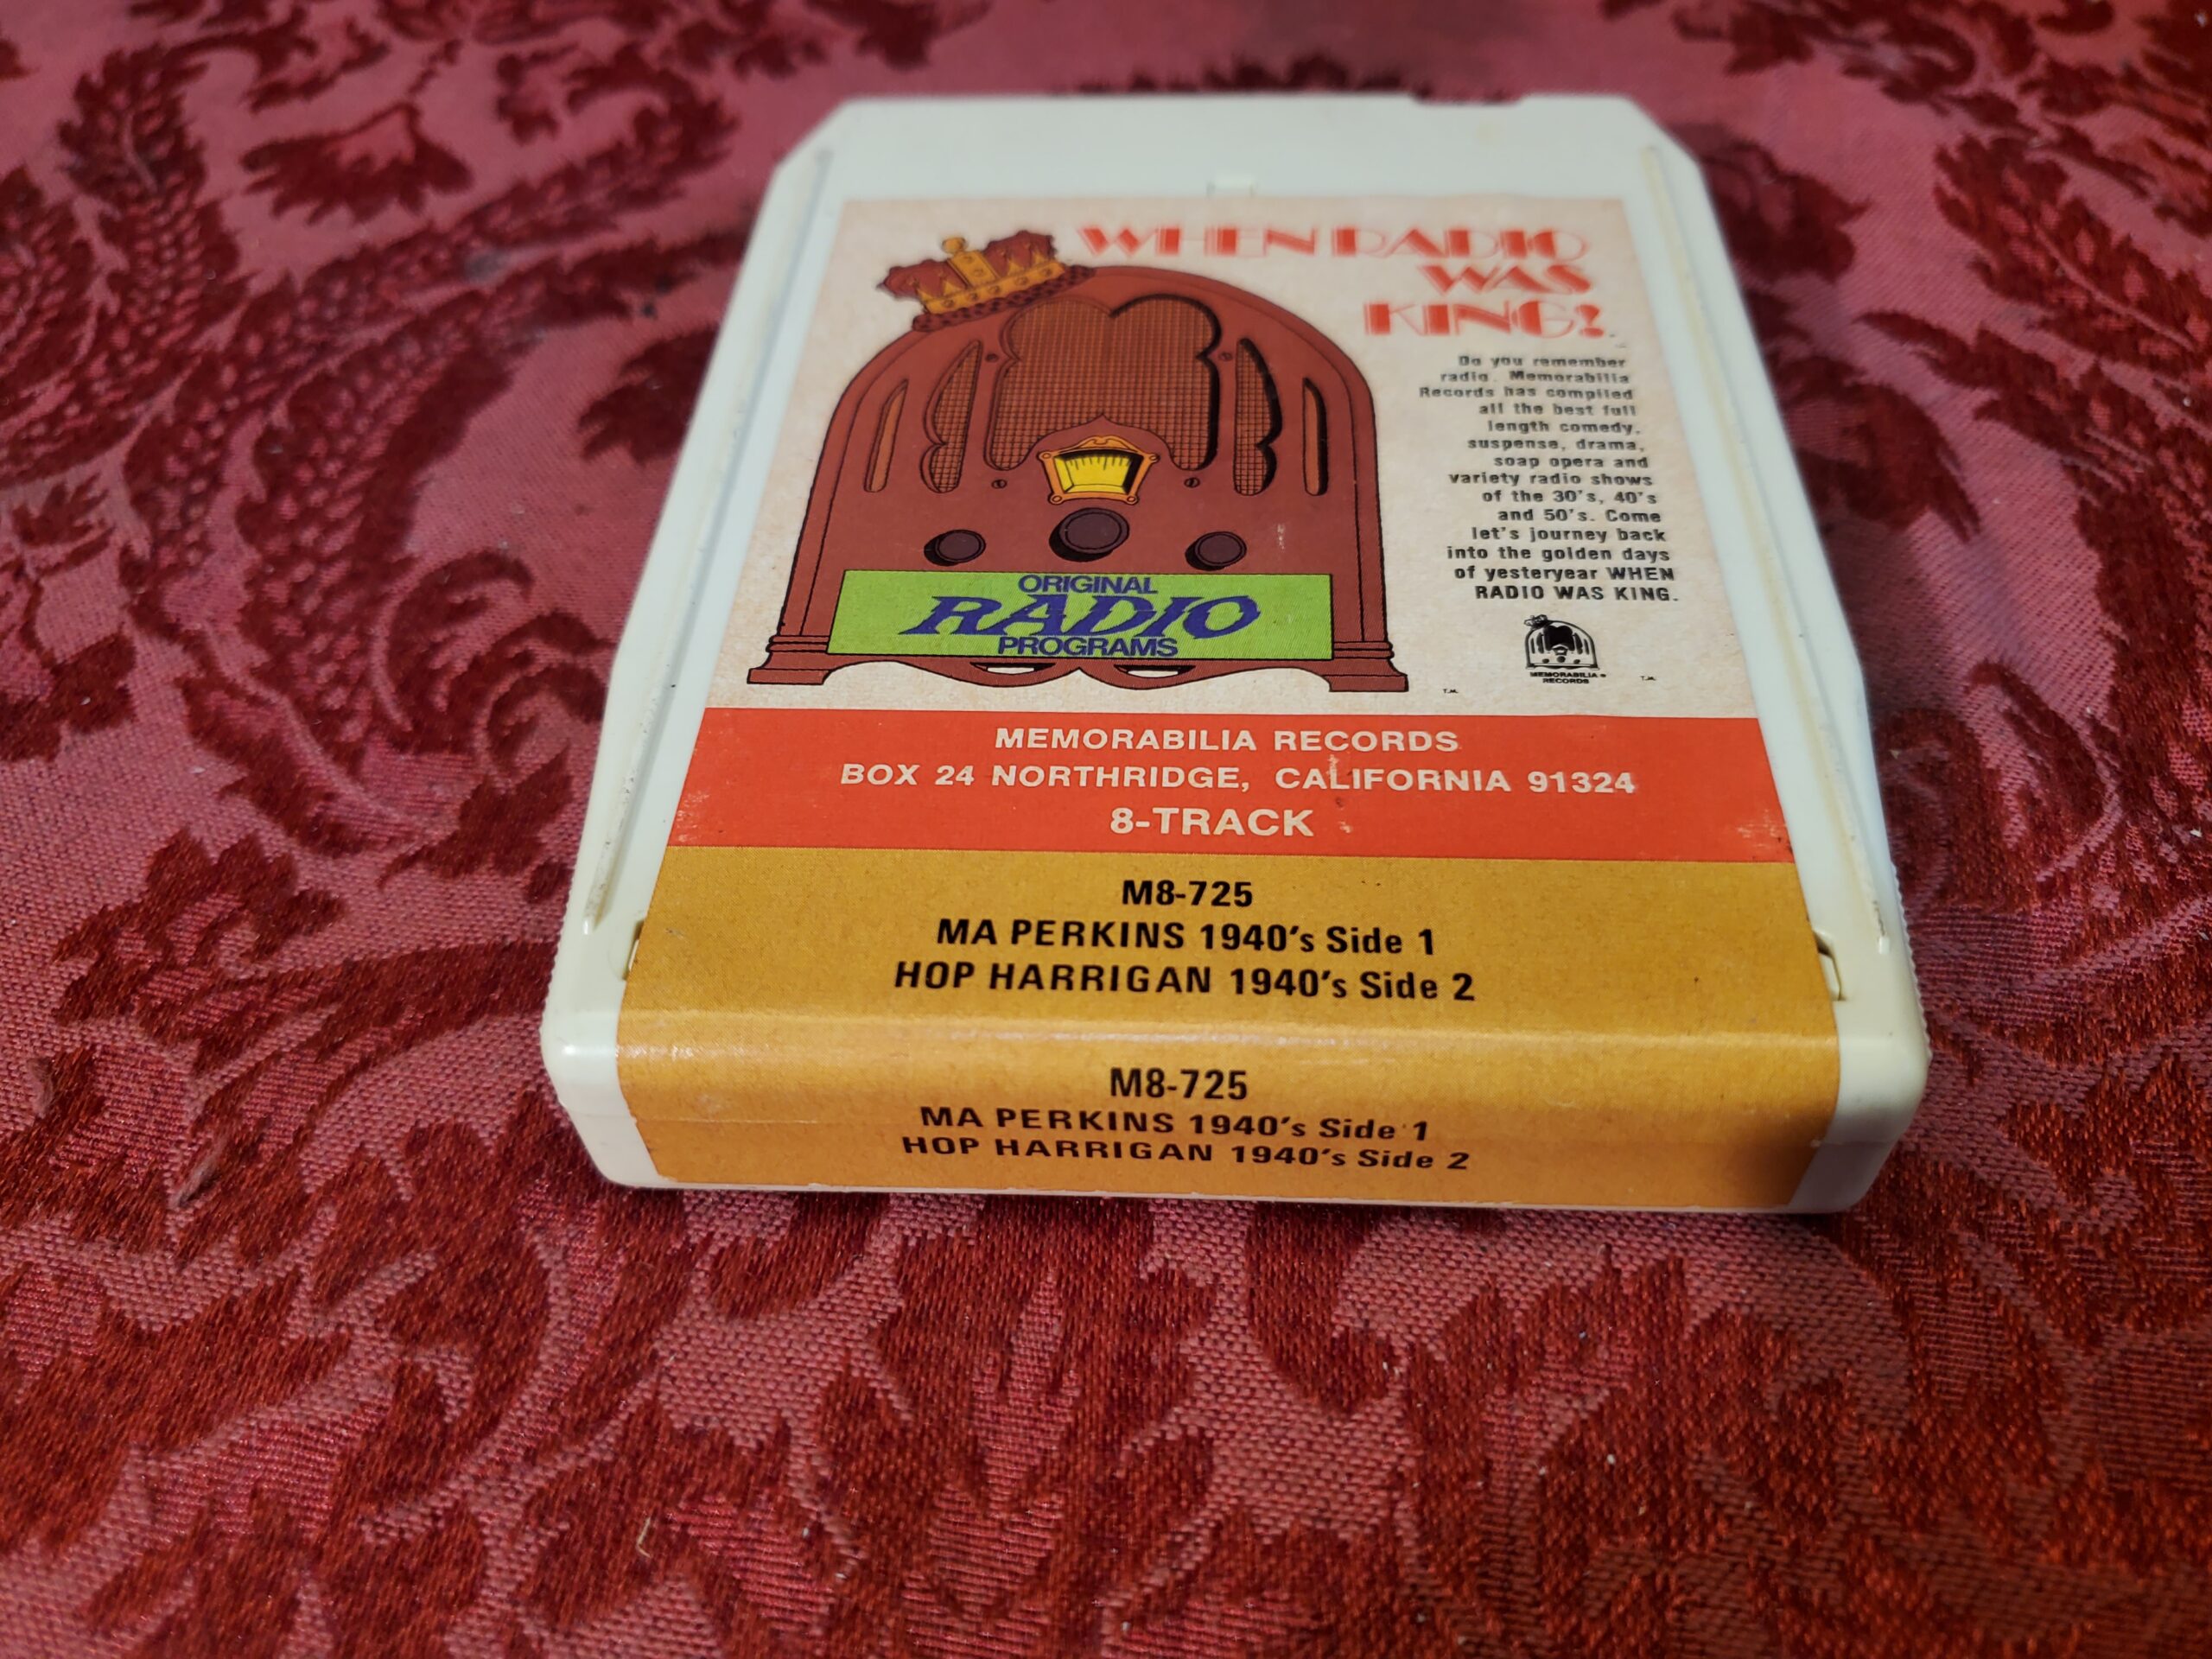 WHEN RADIO
WAS
KING!
Do you remember
radio. Memorabilia
Records has compiled
all the best full
length comedy,
suspense, drama,
soap opera and
variety radio shows
of the 30's, 40's
and 50's. Come
let's journey back
into the golden days
of yesteryear WHEN
RADIO WAS KING.
ORIGINAL
RADIO
PROGRAMS
MEMORABILIA
RECORDS
T.M.
T.M.
MEMORABILIA RECORDS
BOX 24 NORTHRIDGE, CALIFORNIA 91324
8-TRACK
M8-725
MA PERKINS 1940's Side 1
HOP HARRIGAN 1940's Side 2
M8-725
MA PERKINS 1940's Side 1
HOP HARRIGAN 1940's Side 2